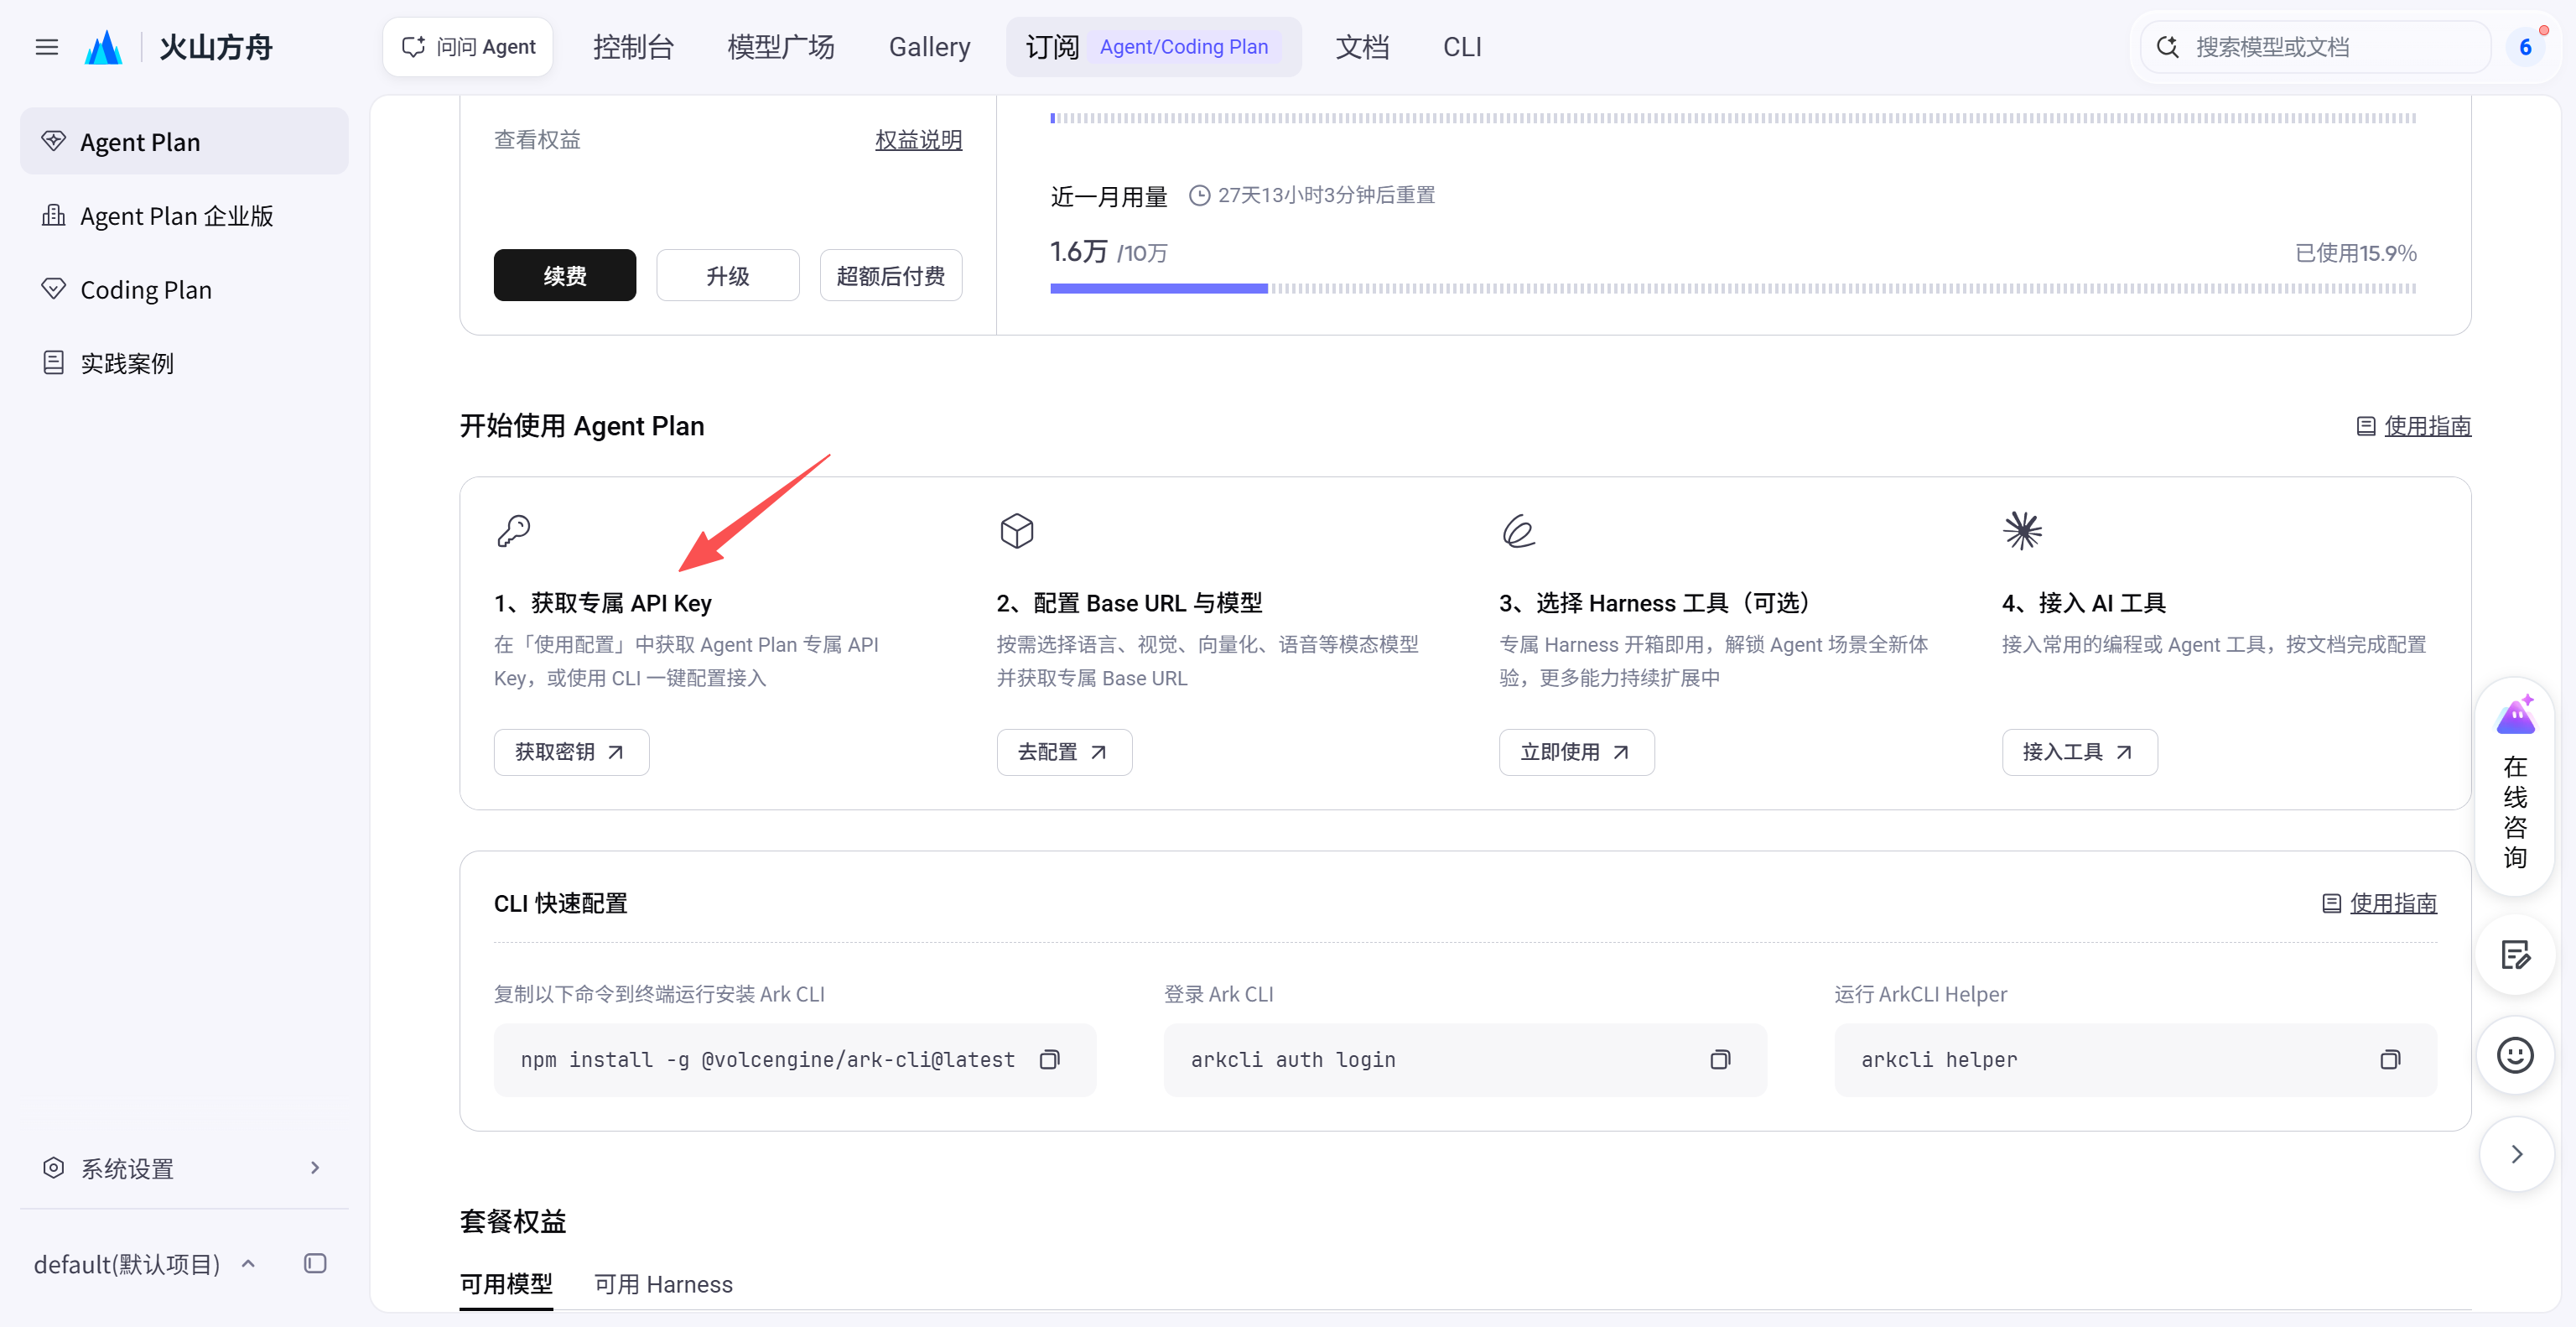 火山方舟
问问 Agent
控制台
模型广场
Gallery
订阅 Agent/Coding Plan
文档
CLI
搜索模型或文档
6
Agent Plan
Agent Plan 企业版
Coding Plan
实践案例
系统设置
default(默认项目)
查看权益
权益说明
续费
升级
超额后付费
近一月用量
27天13小时3分钟后重置
1.6万 /10万
已使用15.9%
开始使用 Agent Plan
使用指南
1、获取专属 API Key
在「使用配置」中获取 Agent Plan 专属 API
Key，或使用 CLI 一键配置接入
获取密钥
2、配置 Base URL 与模型
按需选择语言、视觉、向量化、语音等模态模型
并获取专属 Base URL
去配置
3、选择 Harness 工具（可选）
专属 Harness 开箱即用，解锁 Agent 场景全新体
验，更多能力持续扩展中
立即使用
4、接入 AI 工具
接入常用的编程或 Agent 工具，按文档完成配置
接入工具
CLI 快速配置
使用指南
复制以下命令到终端运行安装 Ark CLI
npm install -g @volcengine/ark-cli@latest
登录 Ark CLI
arkcli auth login
运行 ArkCLI Helper
arkcli helper
套餐权益
可用模型
可用 Harness
在线咨询